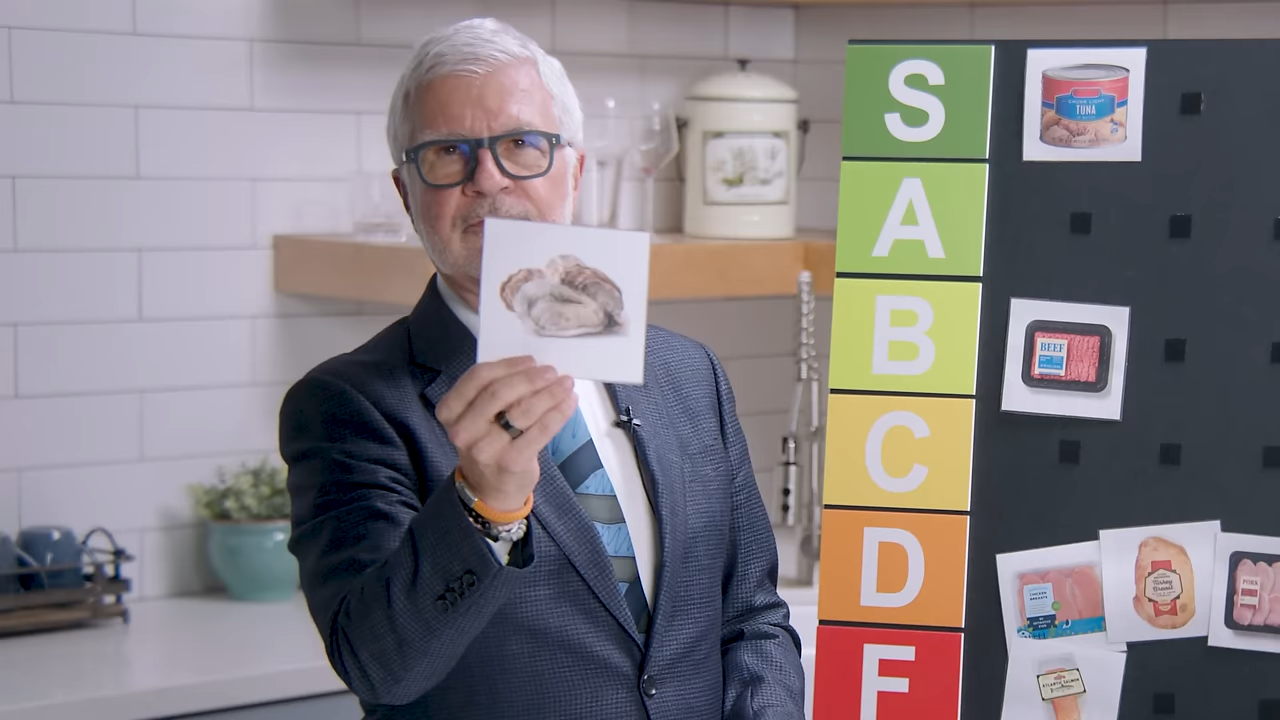 S
TUNA
A
B
BEEF
C
D
CHICKEN
BREASTS
Turkey
Breast
PORK
F
ATLANTIC SALMON